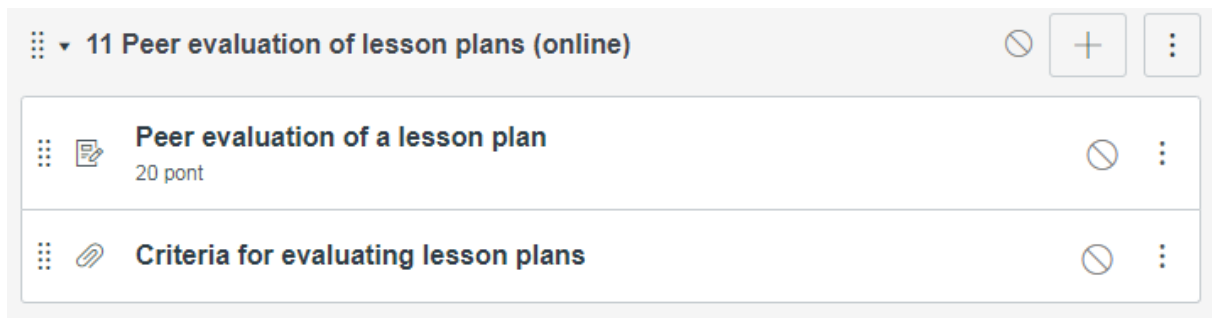 11 Peer evaluation of lesson plans (online)
Peer evaluation of a lesson plan
20 pont
Criteria for evaluating lesson plans